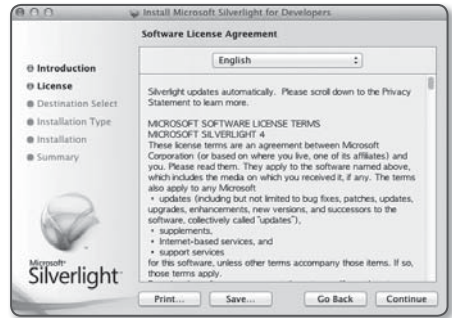 Install Microsoft Silverlight for Developers
Software License Agreement
English
Introduction
License
Destination Select
Installation Type
Installation
Summary
Silverlight updates automatically. Please scroll down to the Privacy
Statement to learn more.
MICROSOFT SOFTWARE LICENSE TERMS
MICROSOFT SILVERLIGHT 4
These license terms are an agreement between Microsoft
Corporation (or based on where you live, one of its affiliates) and
you. Please read them. They apply to the software named above,
which includes the media on which you received it, if any. The terms
also apply to any Microsoft
• updates (including but not limited to bug fixes, patches, updates,
upgrades, enhancements, new versions, and successors to the
software, collectively called "updates"),
• supplements,
• Internet-based services, and
• support services
for this software, unless other terms accompany those items. If so,
those terms apply.
Microsoft
Silverlight
Print...
Save...
Go Back
Continue